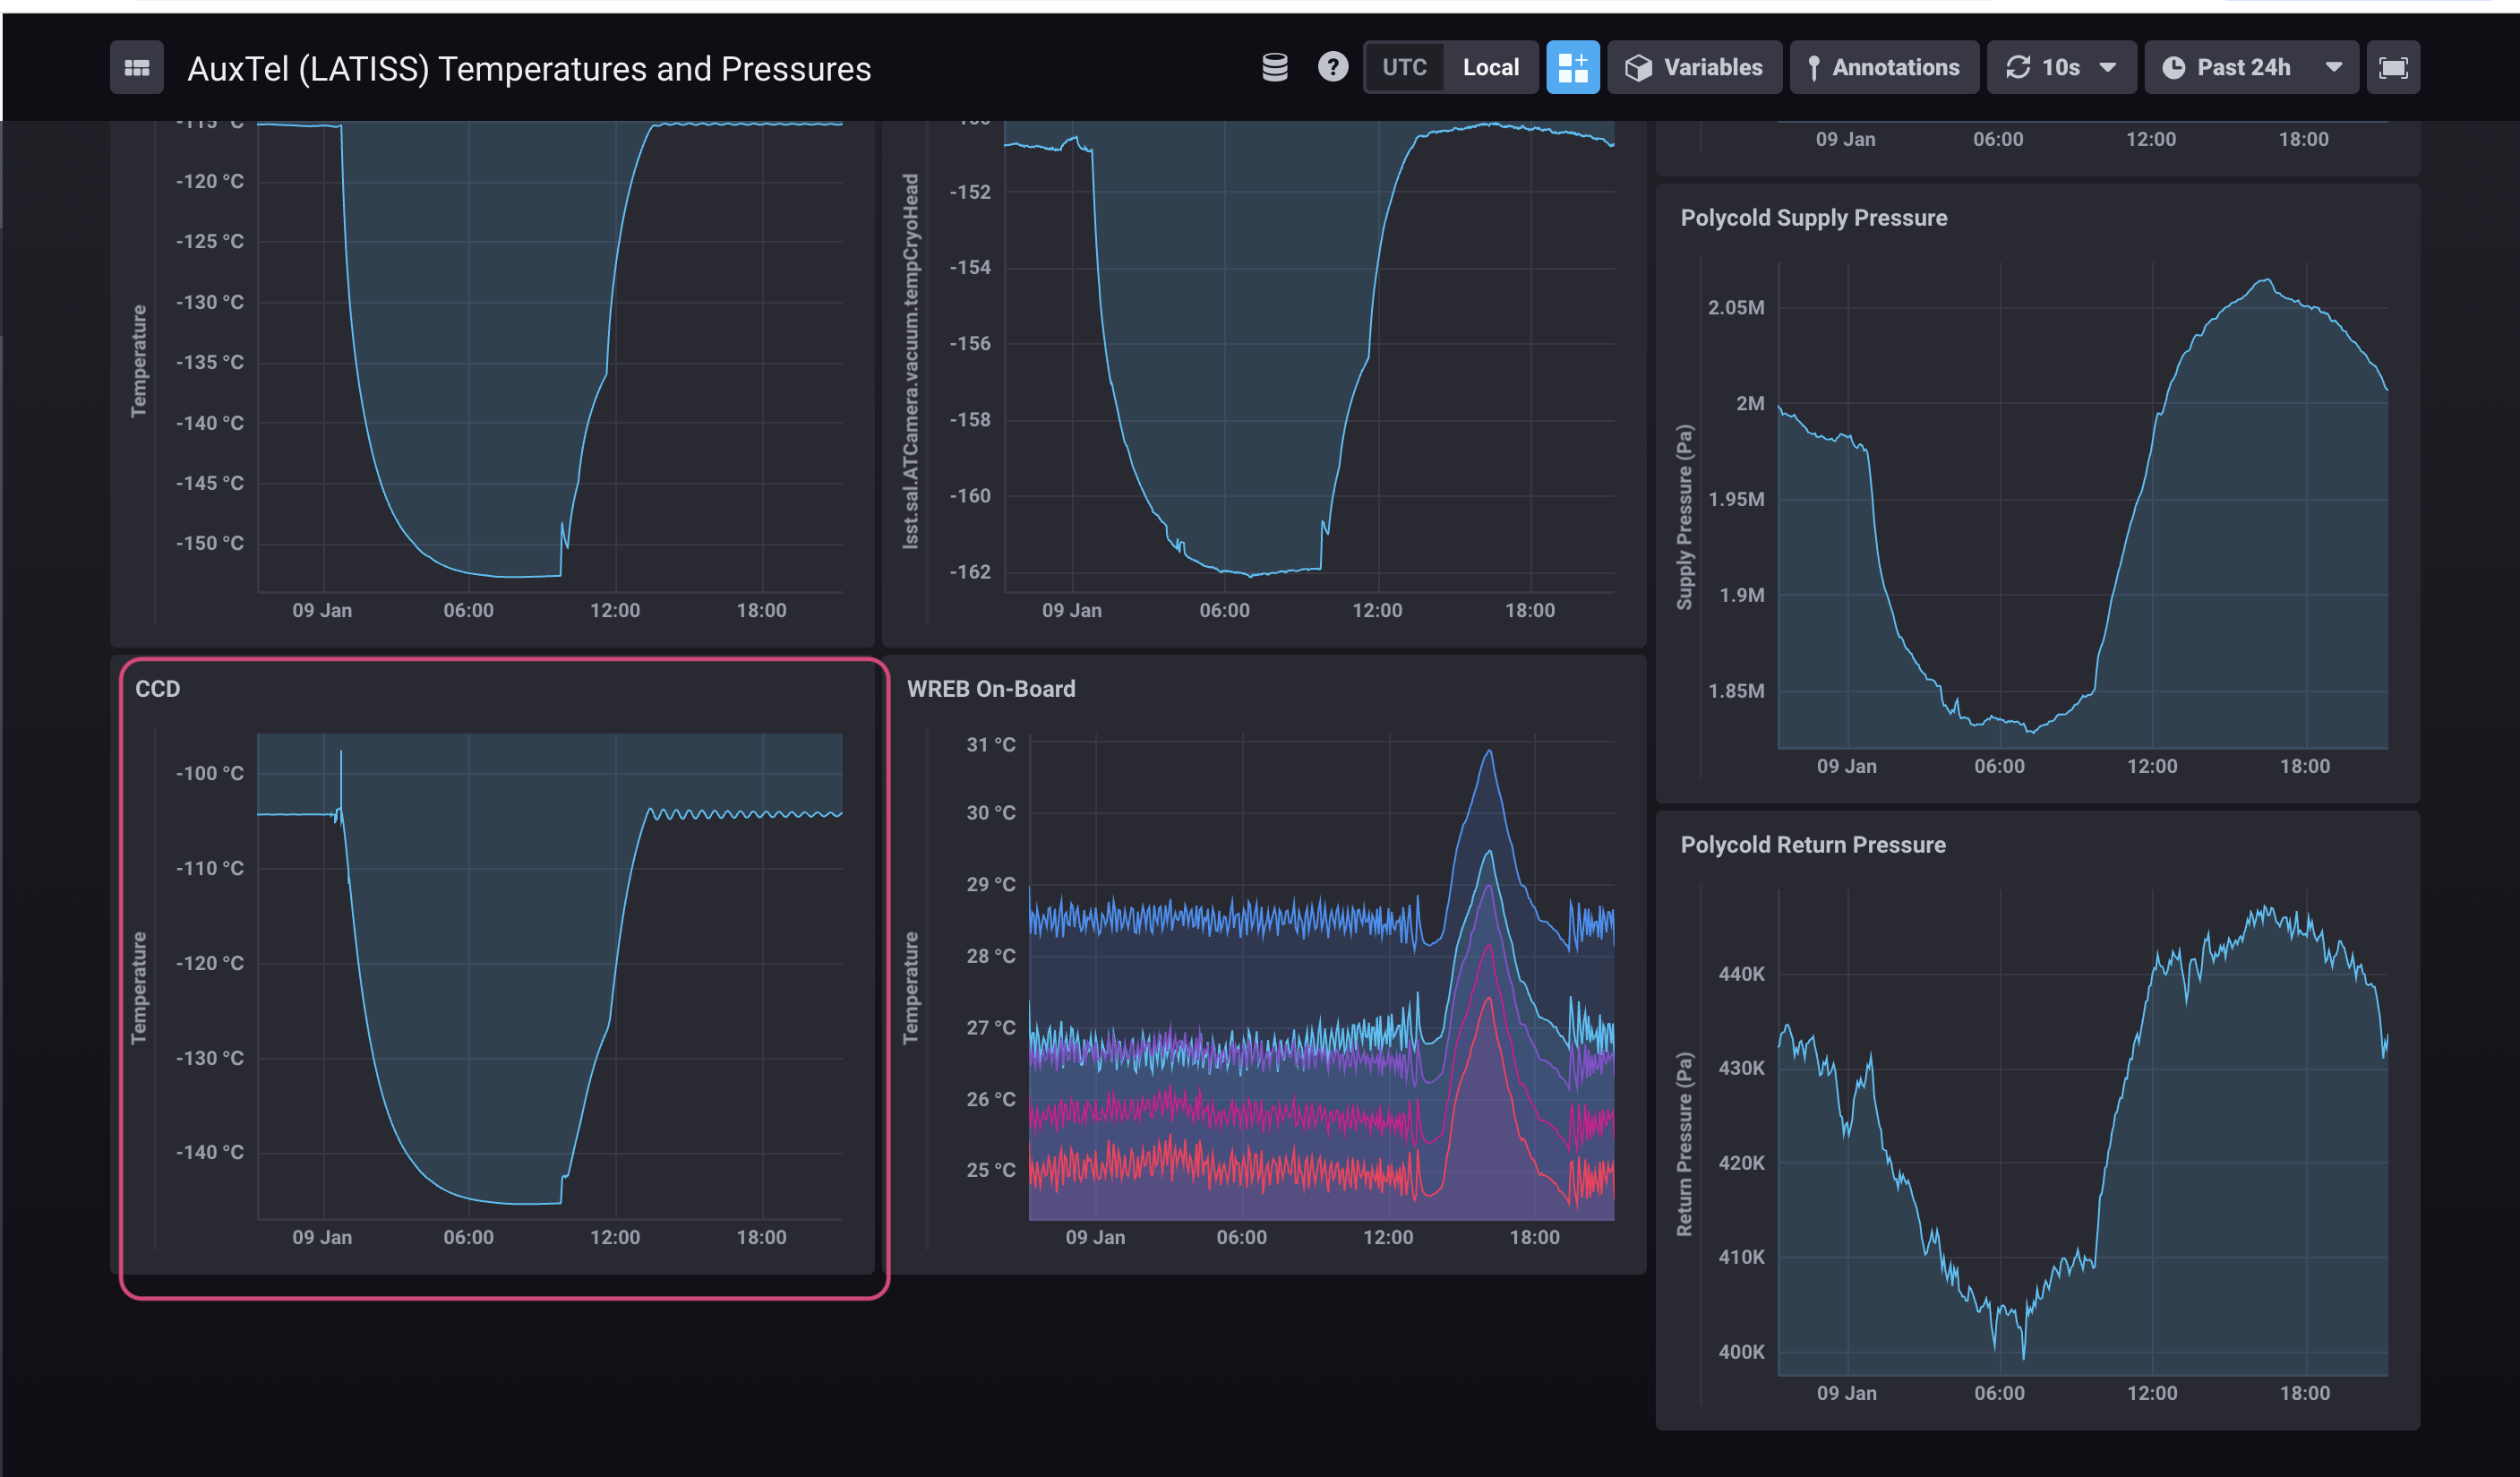 AuxTel (LATISS) Temperatures and Pressures
UTC
Local
Variables
Annotations
10s
Past 24h
-115 °C
-120 °C
-125 °C
-130 °C
-135 °C
-140 °C
-145 °C
-150 °C
Temperature
09 Jan
06:00
12:00
18:00
-152
-154
-156
-158
-160
-162
lsst.sal.ATCamera.vacuum.tempCryoHead
09 Jan
06:00
12:00
18:00
09 Jan
06:00
12:00
18:00
Polycold Supply Pressure
2.05M
2M
1.95M
1.9M
1.85M
Supply Pressure (Pa)
09 Jan
06:00
12:00
18:00
CCD
-100 °C
-110 °C
-120 °C
-130 °C
-140 °C
Temperature
09 Jan
06:00
12:00
18:00
WREB On-Board
31 °C
30 °C
29 °C
28 °C
27 °C
26 °C
25 °C
Temperature
09 Jan
06:00
12:00
18:00
Polycold Return Pressure
440K
430K
420K
410K
400K
Return Pressure (Pa)
09 Jan
06:00
12:00
18:00